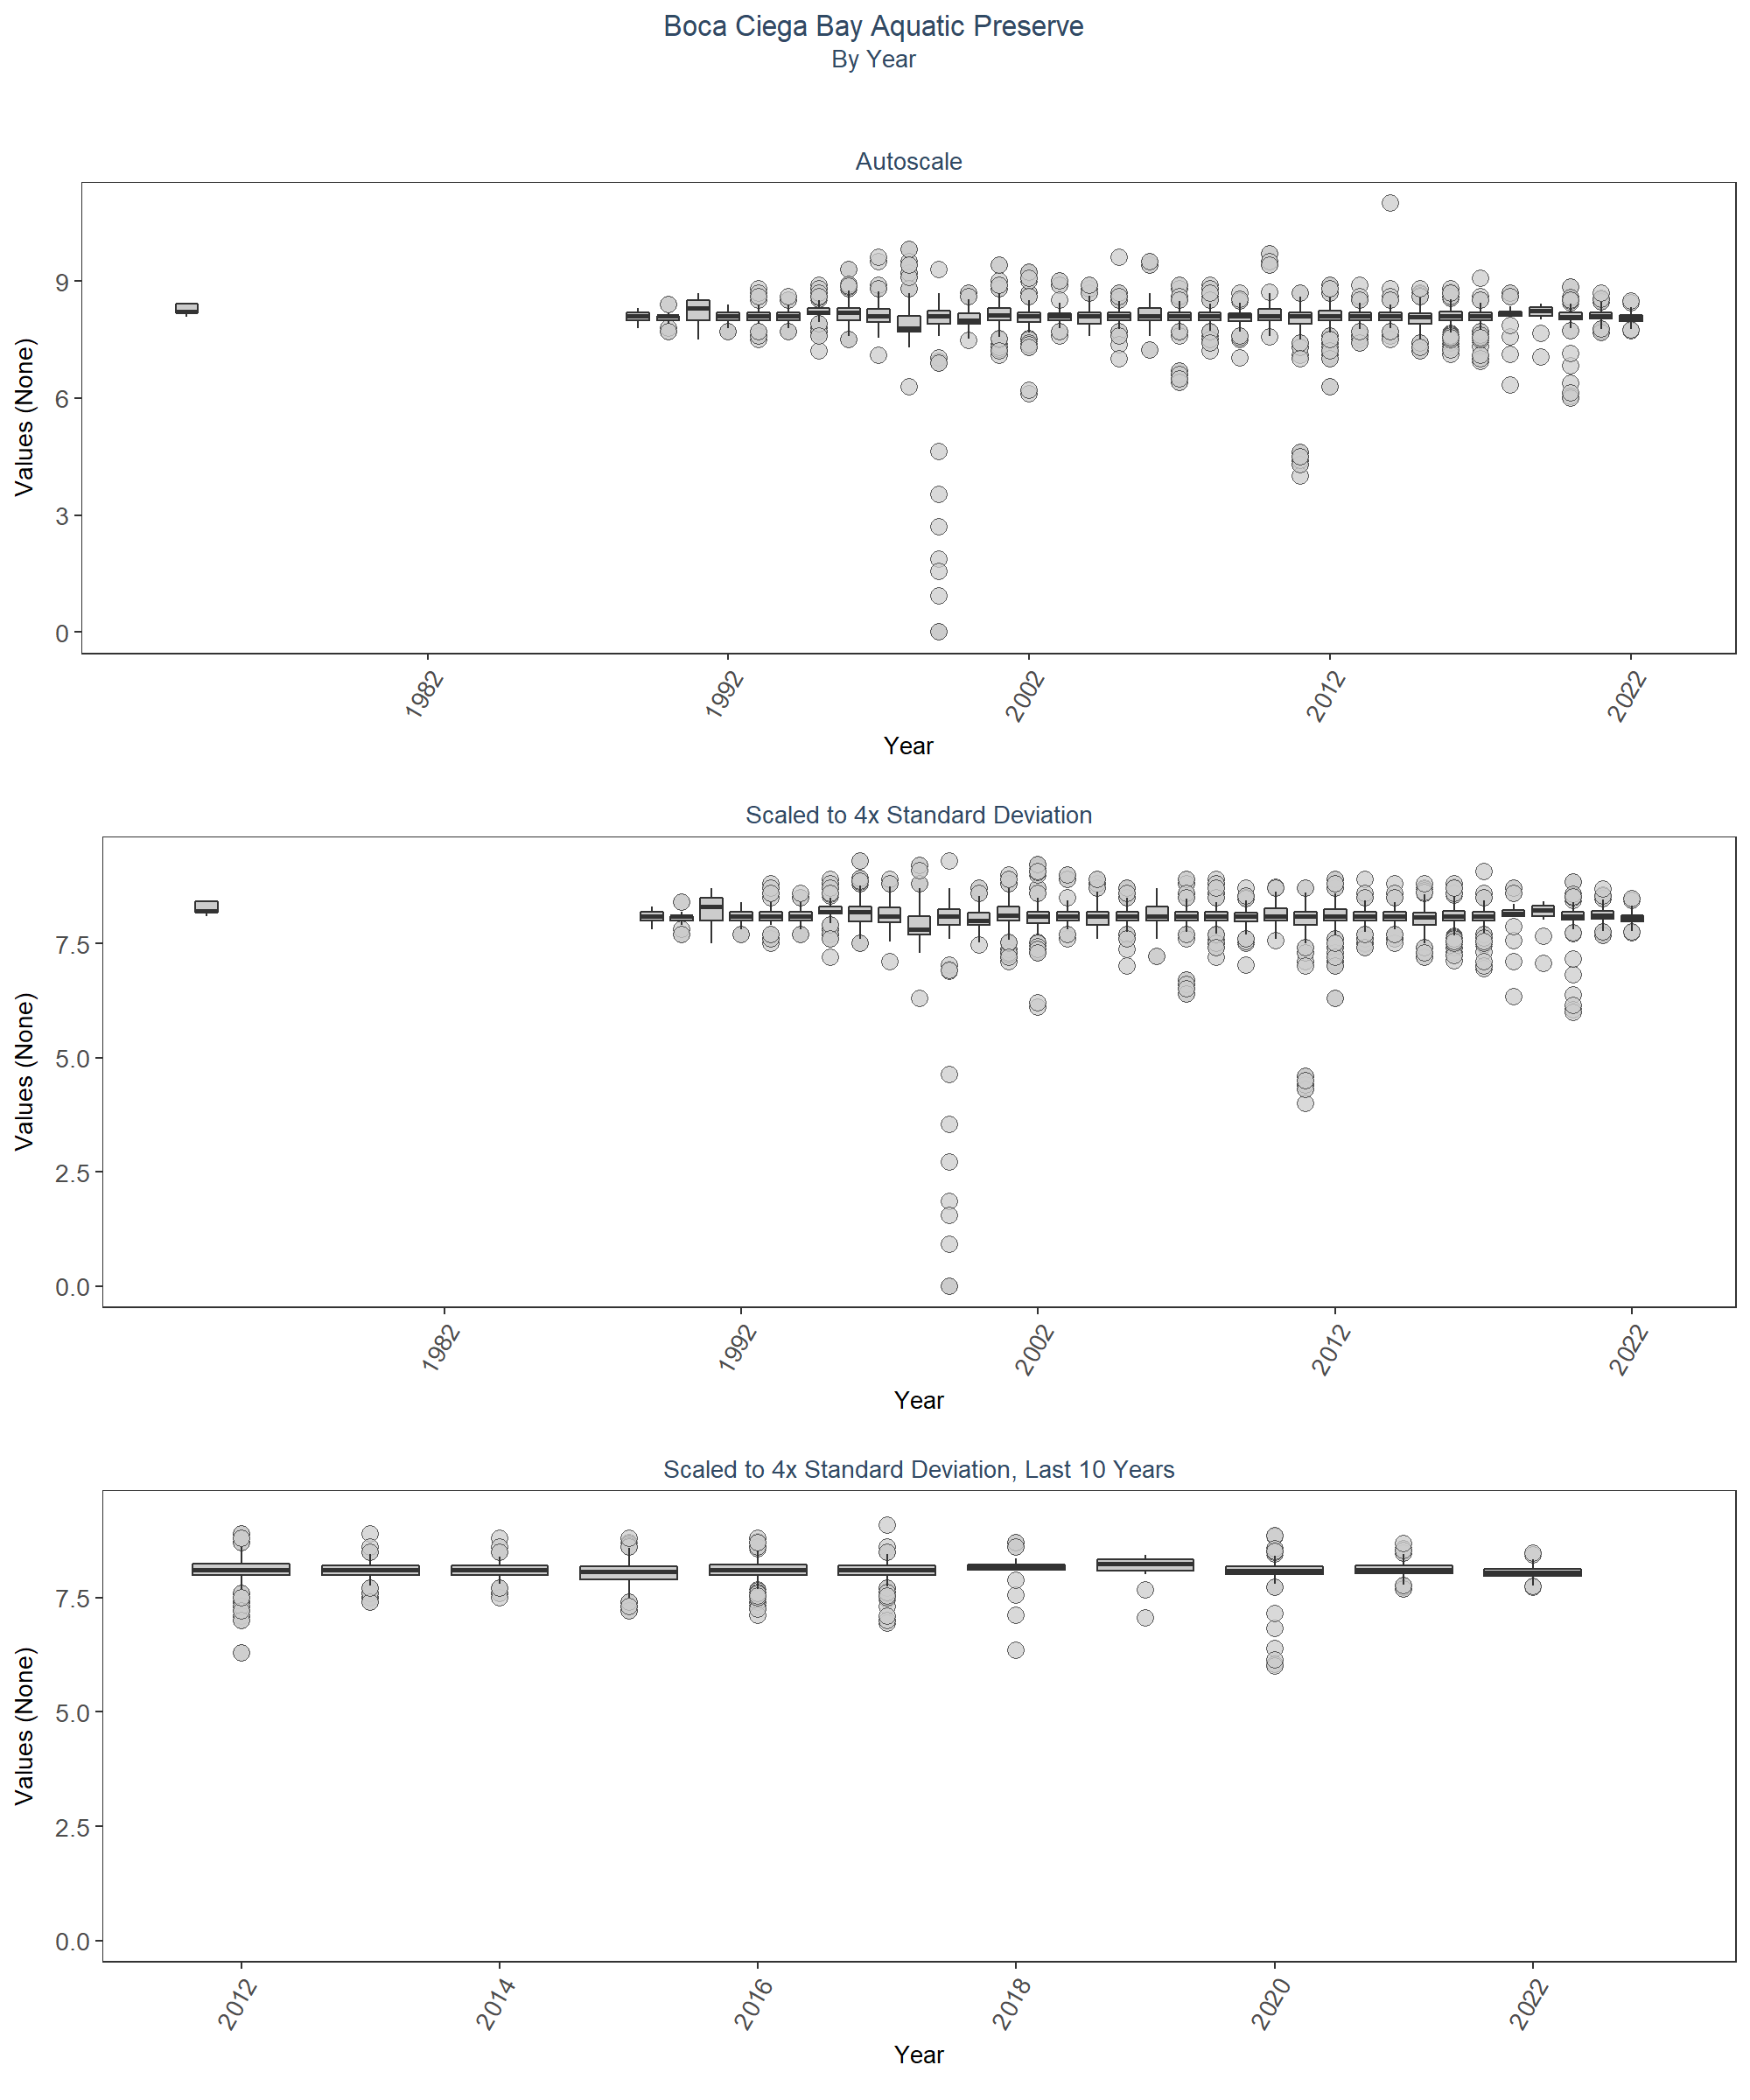 Boca Ciega Bay Aquatic Preserve
By Year
Autoscale
Values (None)
9
6
3
0
1982
1992
2002
2012
2022
Year
Scaled to 4x Standard Deviation
Values (None)
7.5
5.0
2.5
0.0
1982
1992
2002
2012
2022
Year
Scaled to 4x Standard Deviation, Last 10 Years
Values (None)
7.5
5.0
2.5
0.0
2012
2014
2016
2018
2020
2022
Year